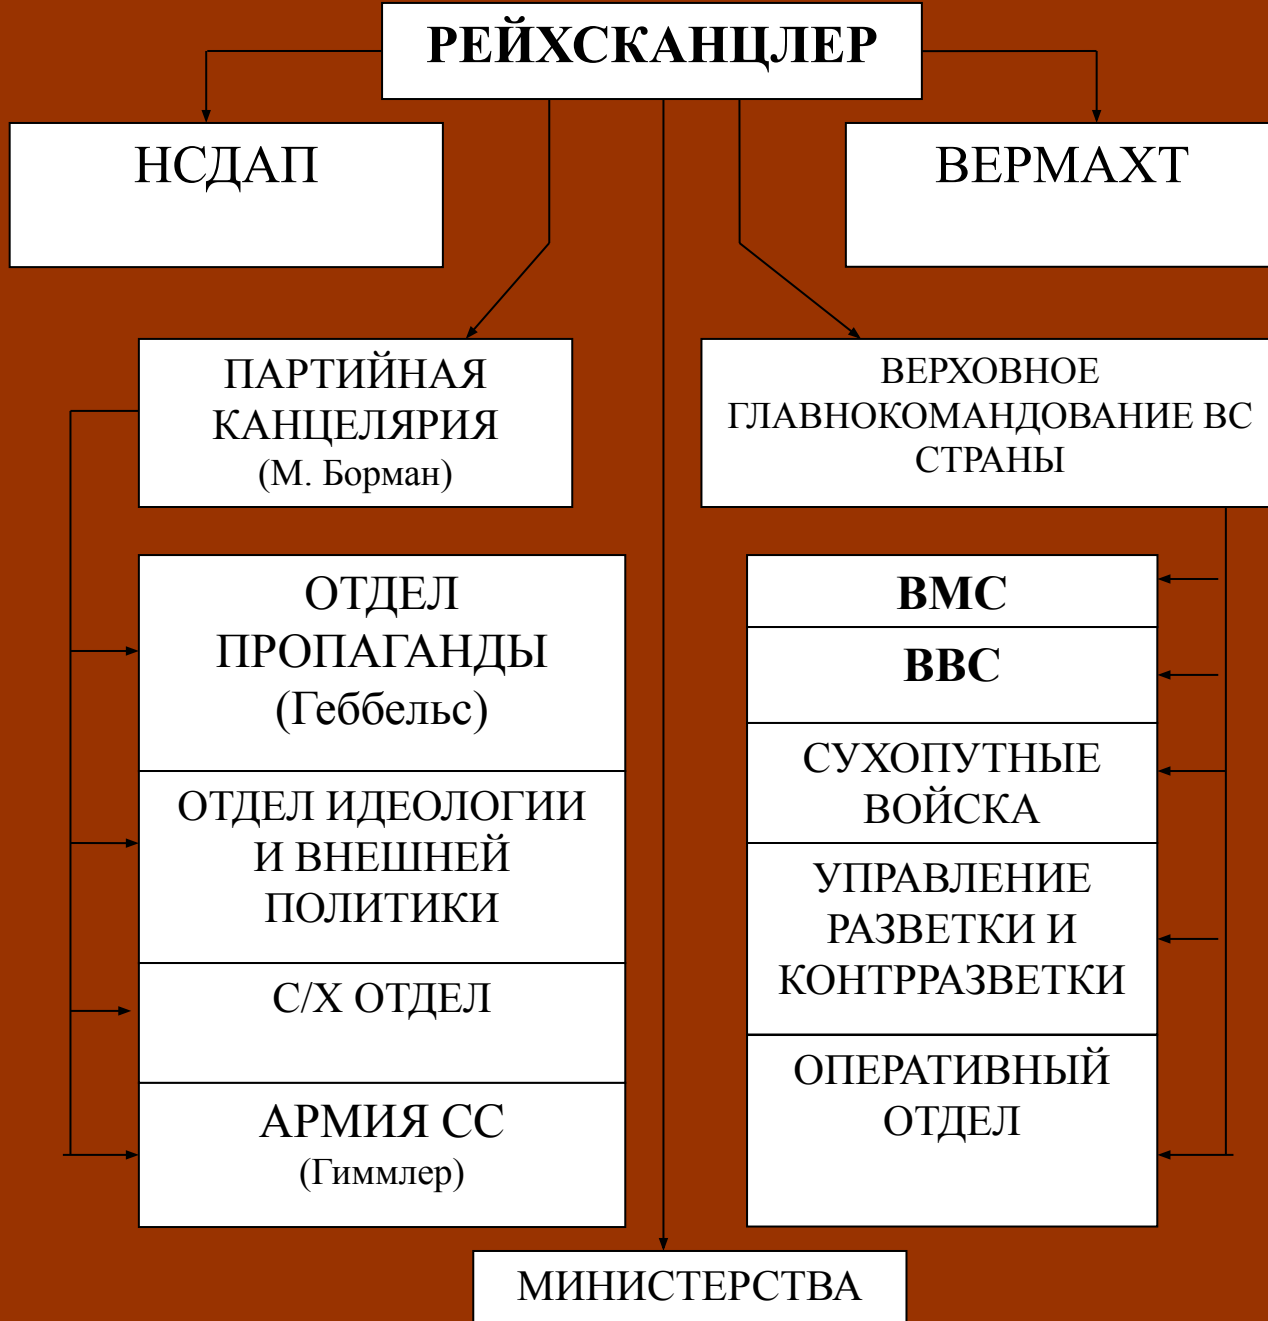 РЕЙХСКАНЦЛЕР
НСДАП
ВЕРМАХТ
ПАРТИЙНАЯ
КАНЦЕЛЯРИЯ
(М. Борман)
ВЕРХОВНОЕ
ГЛАВНОКОМАНДОВАНИЕ ВС
СТРАНЫ
ОТДЕЛ
ПРОПАГАНДЫ
(Геббельс)
ОТДЕЛ ИДЕОЛОГИИ
И ВНЕШНЕЙ
ПОЛИТИКИ
С/Х ОТДЕЛ
АРМИЯ СС
(Гиммлер)
ВМС
ВВС
СУХОПУТНЫЕ
ВОЙСКА
УПРАВЛЕНИЕ
РАЗВЕТКИ И
КОНТРРАЗВЕТКИ
ОПЕРАТИВНЫЙ
ОТДЕЛ
МИНИСТЕРСТВА